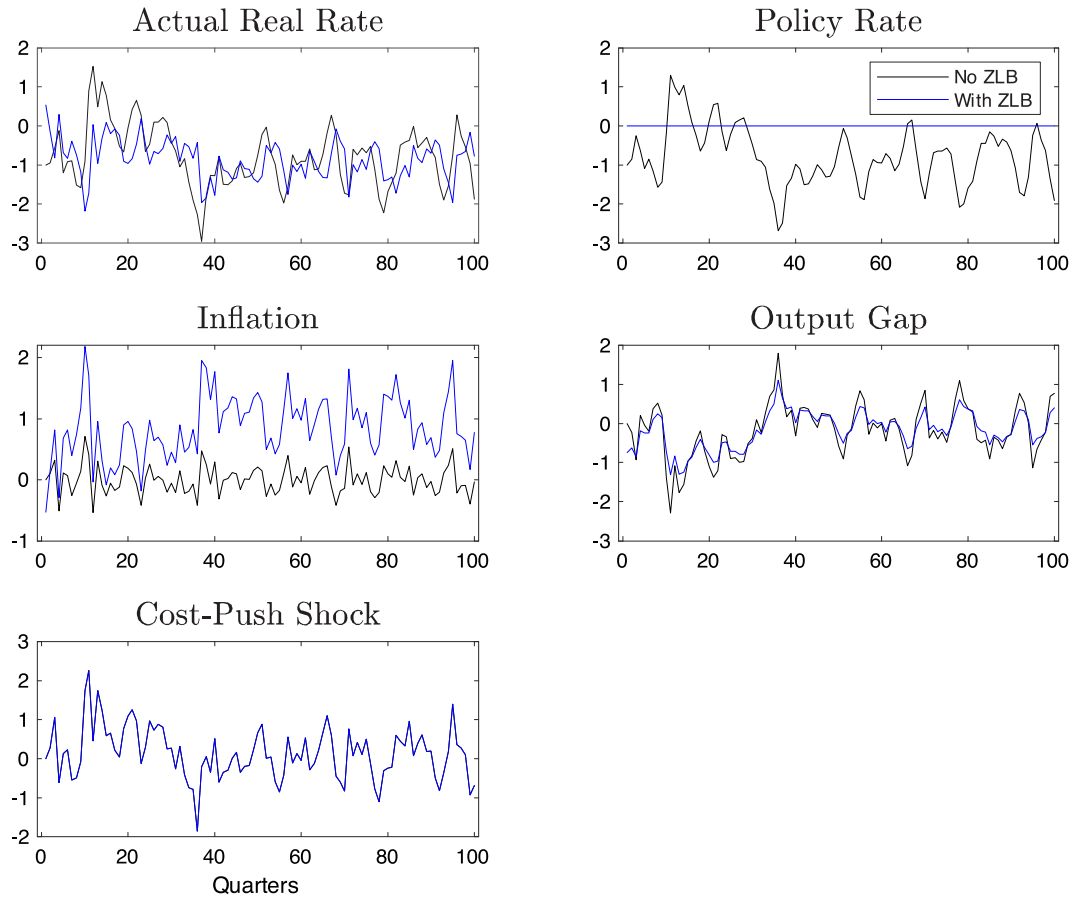 Actual Real Rate
2
1
0
-1
-2
-3
0 20 40 60 80 100
Policy Rate
No ZLB
With ZLB
2
1
0
-1
-2
-3
0 20 40 60 80 100
Inflation
2
1
0
-1
0 20 40 60 80 100
Output Gap
2
1
0
-1
-2
-3
0 20 40 60 80 100
Cost-Push Shock
3
2
1
0
-1
-2
0 20 40 60 80 100
Quarters